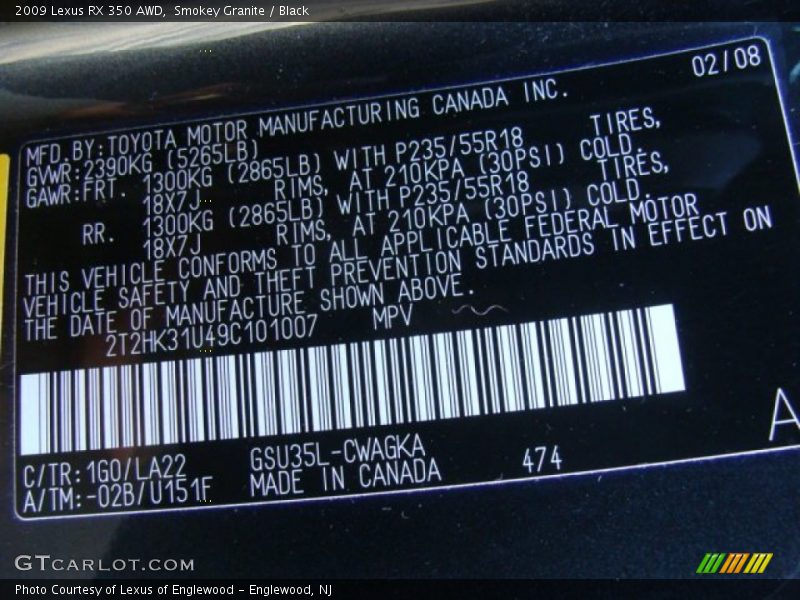 2009 Lexus RX 350 AWD, Smokey Granite / Black
02/08
MFD.BY:TOYOTA MOTOR MANUFACTURING CANADA INC.
GVWR:2390KG (5265LB)
GAWR:FRT. 1300KG (2865LB) WITH P235/55R18 TIRES,
18X7J RIMS, AT 210KPA (30PSI) COLD.
RR. 1300KG (2865LB) WITH P235/55R18 TIRES,
18X7J RIMS, AT 210KPA (30PSI) COLD.
THIS VEHICLE CONFORMS TO ALL APPLICABLE FEDERAL MOTOR
VEHICLE SAFETY AND THEFT PREVENTION STANDARDS IN EFFECT ON
THE DATE OF MANUFACTURE SHOWN ABOVE.
2T2HK31U49C101007 MPV
A
C/TR:1G0/LA22 GSU35L-CWAGKA 474
A/TM:-02B/U151F MADE IN CANADA
GTCARLOT.COM
Photo Courtesy of Lexus of Englewood - Englewood, NJ